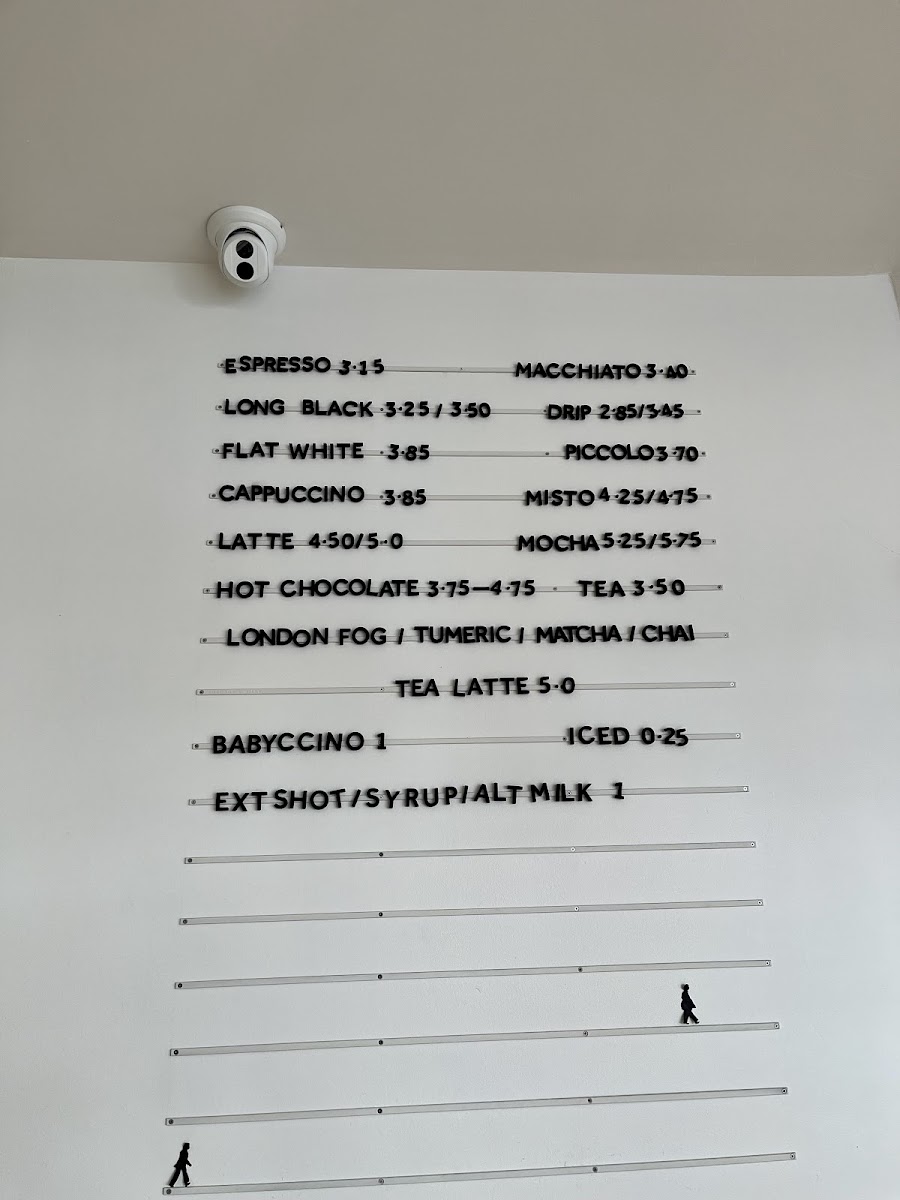 ESPRESSO 3·15 MACCHIATO 3·40
LONG BLACK ·3·25 / 3·50 DRIP 2·85/3·45
FLAT WHITE ·3·85 PICCOLO 3·70
CAPPUCCINO ·3·85 MISTO 4·25/4·75
LATTE 4·50/5·0 MOCHA 5·25/5·75
HOT CHOCOLATE 3·75—4·75 TEA 3·50
LONDON FOG / TUMERIC / MATCHA / CHAI
TEA LATTE 5·0
BABYCCINO 1 ICED 0·25
EXT SHOT/SYRUP/ALT MILK 1